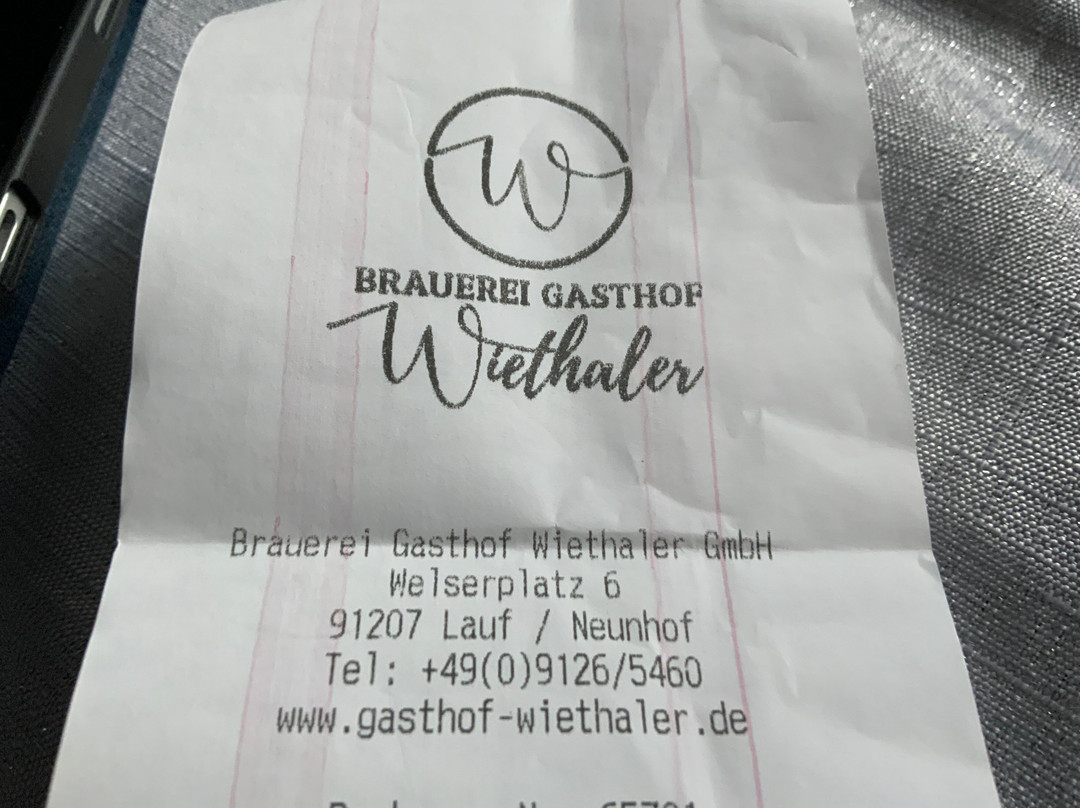 W
BRAUEREI GASTHOF
Wiethaler
Brauerei Gasthof Wiethaler GmbH
Welserplatz 6
91207 Lauf / Neunhof
Tel: +49(0)9126/5460
www.gasthof-wiethaler.de